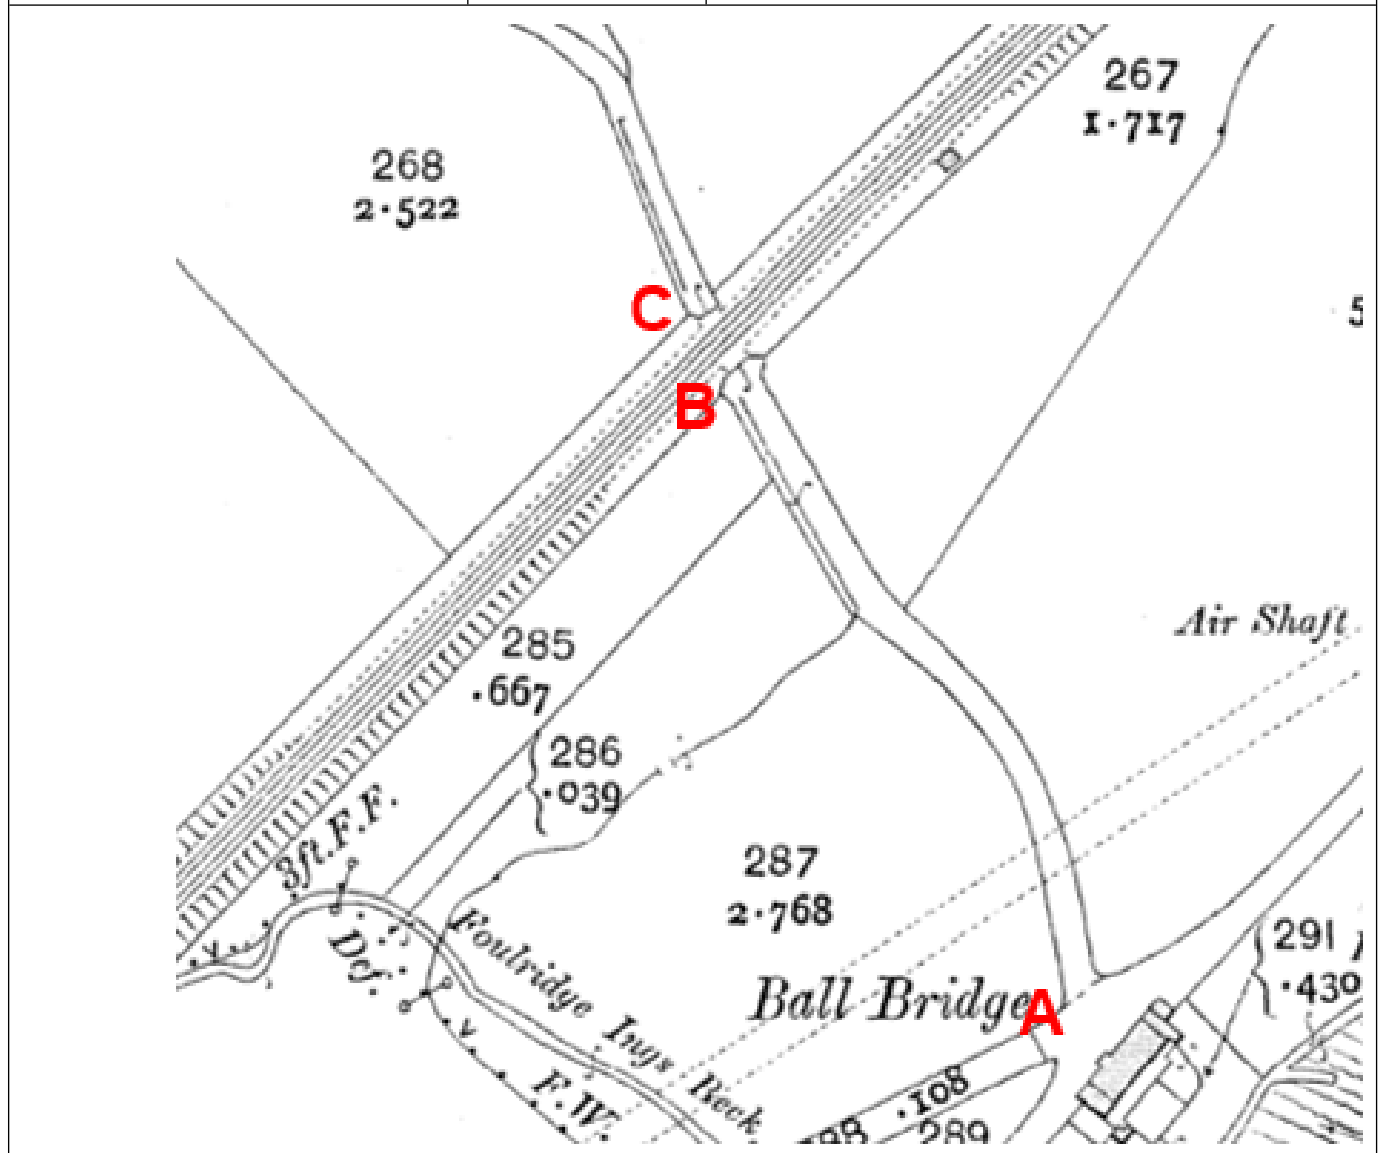 267
1.717
268
2.522
C
5
B
Air Shaft
285
.667
286
.039
3ft.F.F.
287
2.768
Def.
Foulridge Ings Beck
291
.430
Ball Bridge
A
F.W.
.108
289